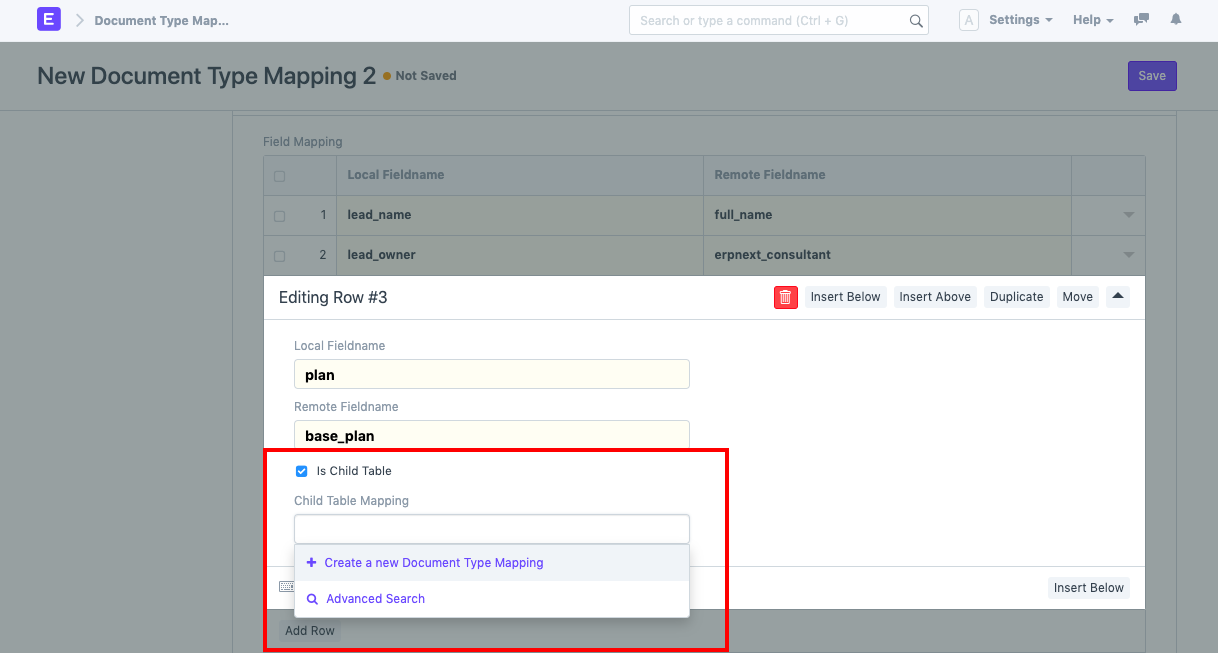 E Document Type Map... Search or type a command (Ctrl + G) A Settings Help
New Document Type Mapping 2 Not Saved Save
Field Mapping
Local Fieldname Remote Fieldname
1 lead_name full_name
2 lead_owner erpnext_consultant
Editing Row #3 Insert Below Insert Above Duplicate Move
Local Fieldname
plan
Remote Fieldname
base_plan
Is Child Table
Child Table Mapping
Create a new Document Type Mapping
Insert Below
Advanced Search
Add Row